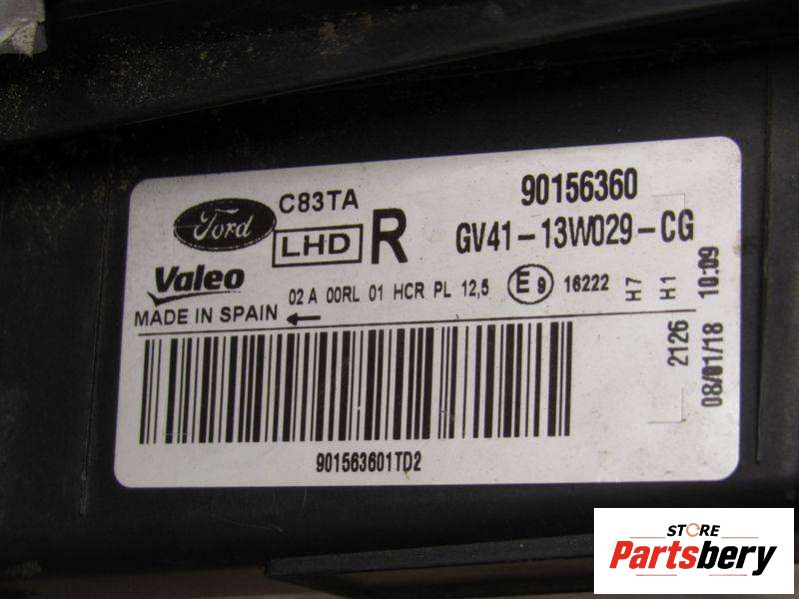 Ford
C83TA
90156360
LHD R
GV41-13W029-CG
Valeo
02 A 00RL 01 HCR PL 12,5 E9 16222 H7 H1
MADE IN SPAIN
2126
08/01/18 10:09
901563601TD2
STORE
Partsbery